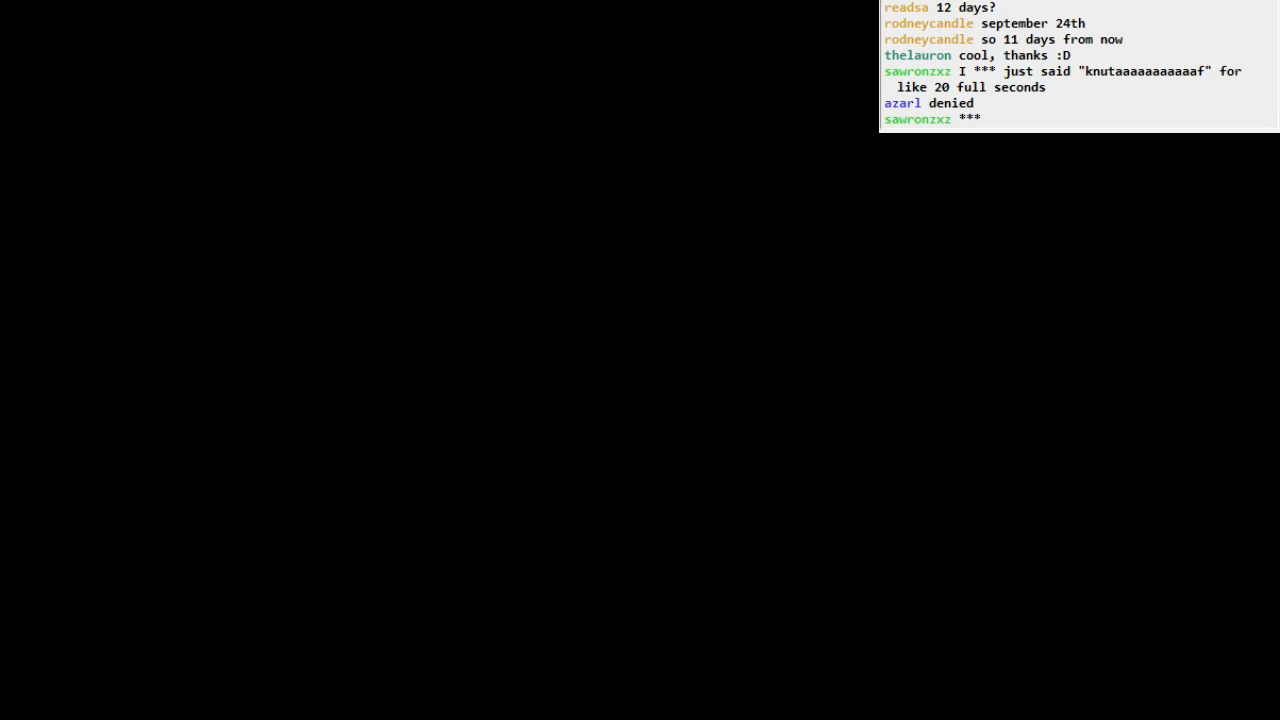 readsa 12 days?
rodneycandle september 24th
rodneycandle so 11 days from now
thelauron cool, thanks :D
sawronzxz I *** just said "knutaaaaaaaaaaaf" for
like 20 full seconds
azarl denied
sawronzxz ***